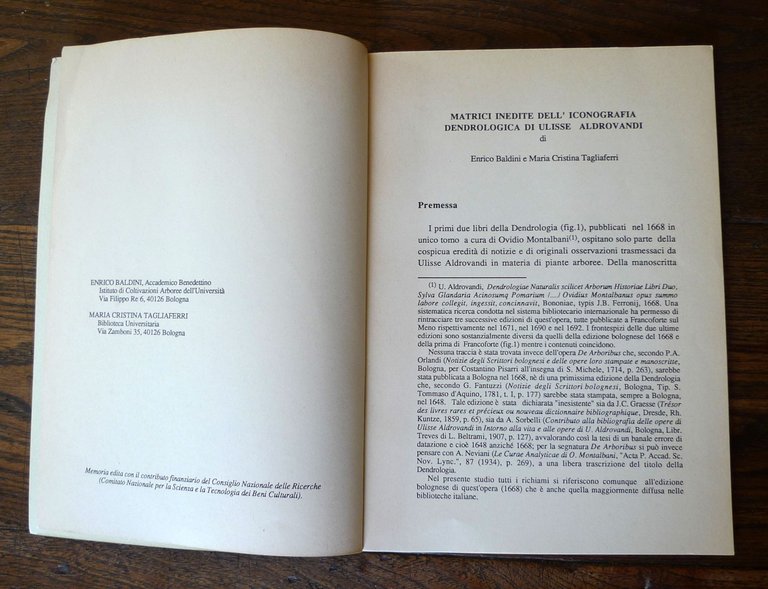 ENRICO BALDINI, Accademico Benedettino
Istituto di Coltivazioni Arboree dell'Università
Via Filippo Re 6, 40126 Bologna
MARIA CRISTINA TAGLIAFERRI
Biblioteca Universitaria
Via Zamboni 35, 40126 Bologna
Memoria edita con il contributo finanziario del Consiglio Nazionale delle Ricerche
(Comitato Nazionale per la Scienza e la Tecnologia dei Beni Culturali).
MATRICI INEDITE DELL' ICONOGRAFIA
DENDROLOGICA DI ULISSE ALDROVANDI
di
Enrico Baldini e Maria Cristina Tagliaferri
Premessa
I primi due libri della Dendrologia (fig.1), pubblicati nel 1668 in
unico tomo a cura di Ovidio Montalbani(1), ospitano solo parte della
cospicua eredità di notizie e di originali osservazioni trasmessaci da
Ulisse Aldrovandi in materia di piante arboree. Della manoscritta
(1) U. Aldrovandi, Dendrologiae Naturalis scilicet Arborum Historiae Libri Duo,
Sylva Glandaria Acinosumq Pomarium /.../ Ovidius Montalbanus opus summo
labore collegit, ingessit, concinnavit, Bononiae, typis J.B. Ferronij, 1668. Una
sistematica ricerca condotta nel sistema bibliotecario internazionale ha permesso di
rintracciare tre successive edizioni di quest'opera, tutte pubblicate a Francoforte sul
Meno rispettivamente nel 1671, nel 1690 e nel 1692. I frontespizi delle due ultime
edizioni sono sostanzialmente diversi da quelli della edizione bolognese del 1668 e
della prima di Francoforte (fig.1) mentre i contenuti coincidono.
Nessuna traccia è stata trovata invece dell'opera De Arboribus che, secondo P.A.
Orlandi (Notizie degli Scrittori bolognesi e delle opere loro stampate e manoscritte,
Bologna, per Costantino Pisarri all'insegna di S. Michele, 1714, p. 263), sarebbe
stata pubblicata a Bologna nel 1668, nè di una primissima edizione della Dendrologia
che, secondo G. Fantuzzi (Notizie degli Scrittori bolognesi, Bologna, Tip. S.
Tommaso d'Aquino, 1781, t. I, p. 177) sarebbe stata stampata, sempre a Bologna,
nel 1648. Tale edizione è stata dichiarata "inesistente" sia da J.C. Graesse (Trésor
des livres rares et précieux ou nouveau dictionnaire bibliographique, Dresde, Rh.
Kuntze, 1859, p. 65), sia da A. Sorbelli (Contributo alla bibliografia delle opere di
Ulisse Aldrovandi in Intorno alla vita e alle opere di U. Aldrovandi, Bologna, Libr.
Treves di L. Beltrami, 1907, p. 127), avvalorando così la tesi di un banale errore di
datazione e cioè 1648 anziché 1668; per la segnatura De Arboribus si può invece
pensare con A. Neviani (Le Curae Analyticae di O. Montalbani, "Acta P. Accad. Sc.
Nov. Lync.", 87 (1934), p. 269), a una libera trascrizione del titolo della
Dendrologia.
Nel presente studio tutti i richiami si riferiscono comunque all'edizione
bolognese di quest'opera (1668) che è anche quella maggiormente diffusa nelle
biblioteche italiane.